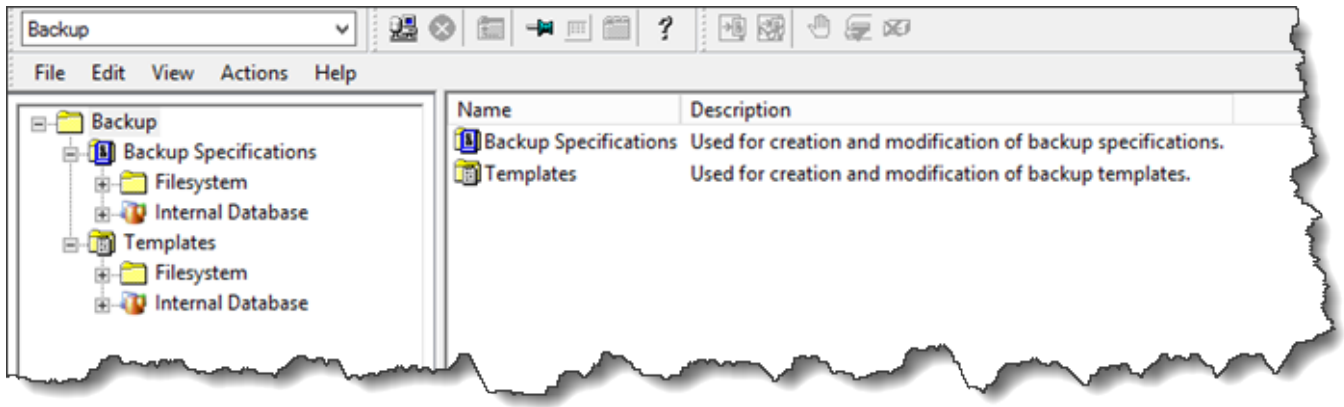 Backup
?
File Edit View Actions Help
Backup
Backup Specifications
Filesystem
Internal Database
Templates
Filesystem
Internal Database
Name Description
Backup Specifications Used for creation and modification of backup specifications.
Templates Used for creation and modification of backup templates.